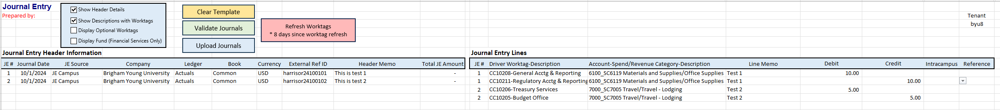 Journal Entry
Prepared by:
Show Header Details
Show Descriptions with Worktags
Display Optional Worktags
Display Fund (Financial Services Only)
Clear Template
Validate Journals
Upload Journals
Refresh Worktags
* 8 days since worktag refresh
Tenant
byu8
Journal Entry Header Information
JE # Journal Date JE Source Company Ledger Book Currency External Ref ID Header Memo Total JE Amount
1 10/1/2024 JE Campus Brigham Young University Actuals Common USD harrisor24100101 This is test 1 -
2 10/1/2024 JE Campus Brigham Young University Actuals Common USD harrisor24100102 This is test 2 -
Journal Entry Lines
JE # Driver Worktag-Description Account-Spend/Revenue Category-Description Line Memo Debit Credit Intracampus Reference
1 CC10208-General Acctg & Reporting 6100_SC6119 Materials and Supplies/Office Supplies Test 1 10.00
1 CC10211-Regulatory Acctg & Reporting 6100_SC6119 Materials and Supplies/Office Supplies Test 1 10.00
2 CC10206-Treasury Services 7000_SC7005 Travel/Travel - Lodging Test 2 5.00
2 CC10205-Budget Office 7000_SC7005 Travel/Travel - Lodging Test 2 5.00